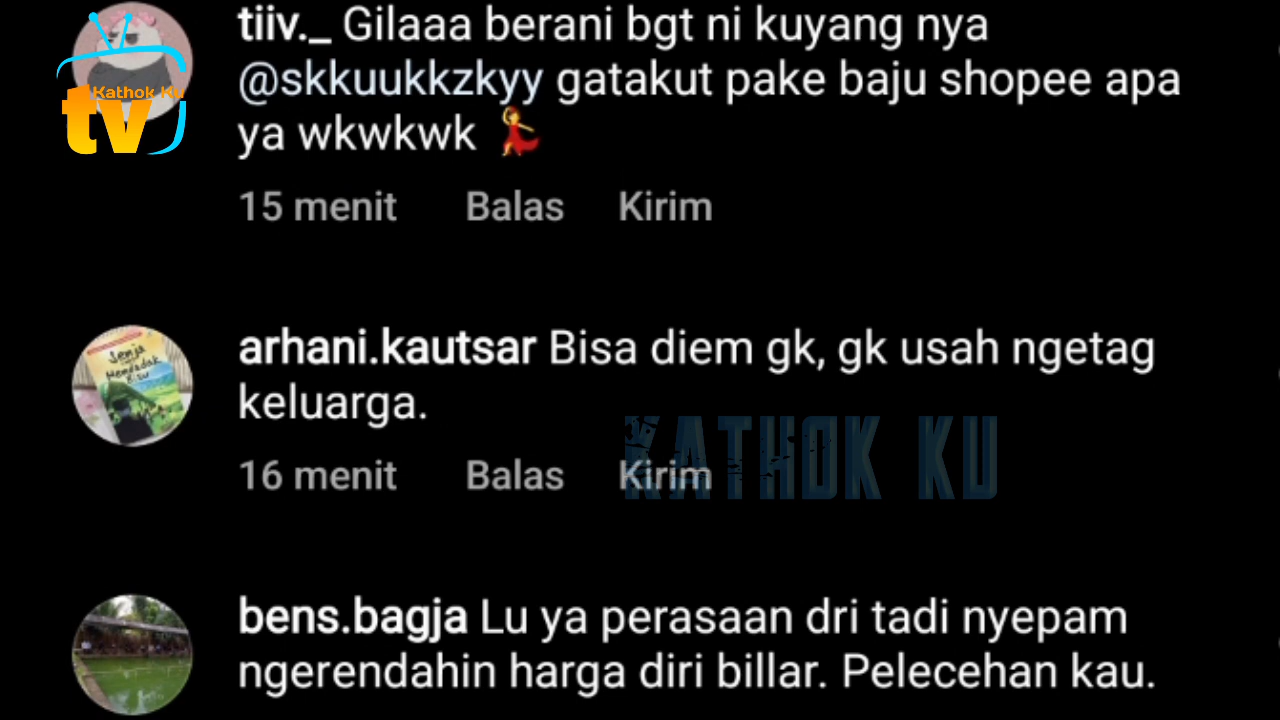 tiiv._ Gilaaa berani bgt ni kuyang nya
@skkuukkzkyy gatakut pake baju shopee apa
ya wkwkwk 💃
15 menit Balas Kirim
Kathok Ku
tv
arhani.kautsar Bisa diem gk, gk usah ngetag
keluarga.
16 menit Balas Kirim
KATHOK KU
bens.bagja Lu ya perasaan dri tadi nyepam
ngerendahin harga diri billar. Pelecehan kau.